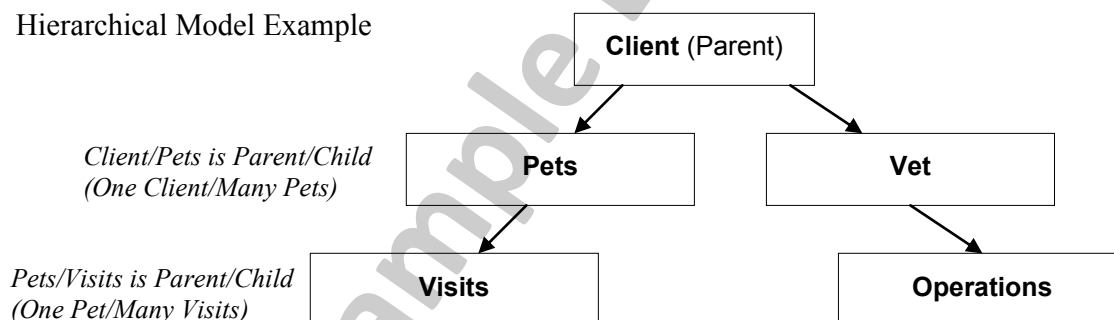 Hierarchical Model Example
Client (Parent)
Client/Pets is Parent/Child
(One Client/Many Pets)
Pets
Vet
Pets/Visits is Parent/Child
(One Pet/Many Visits)
Visits
Operations
ample